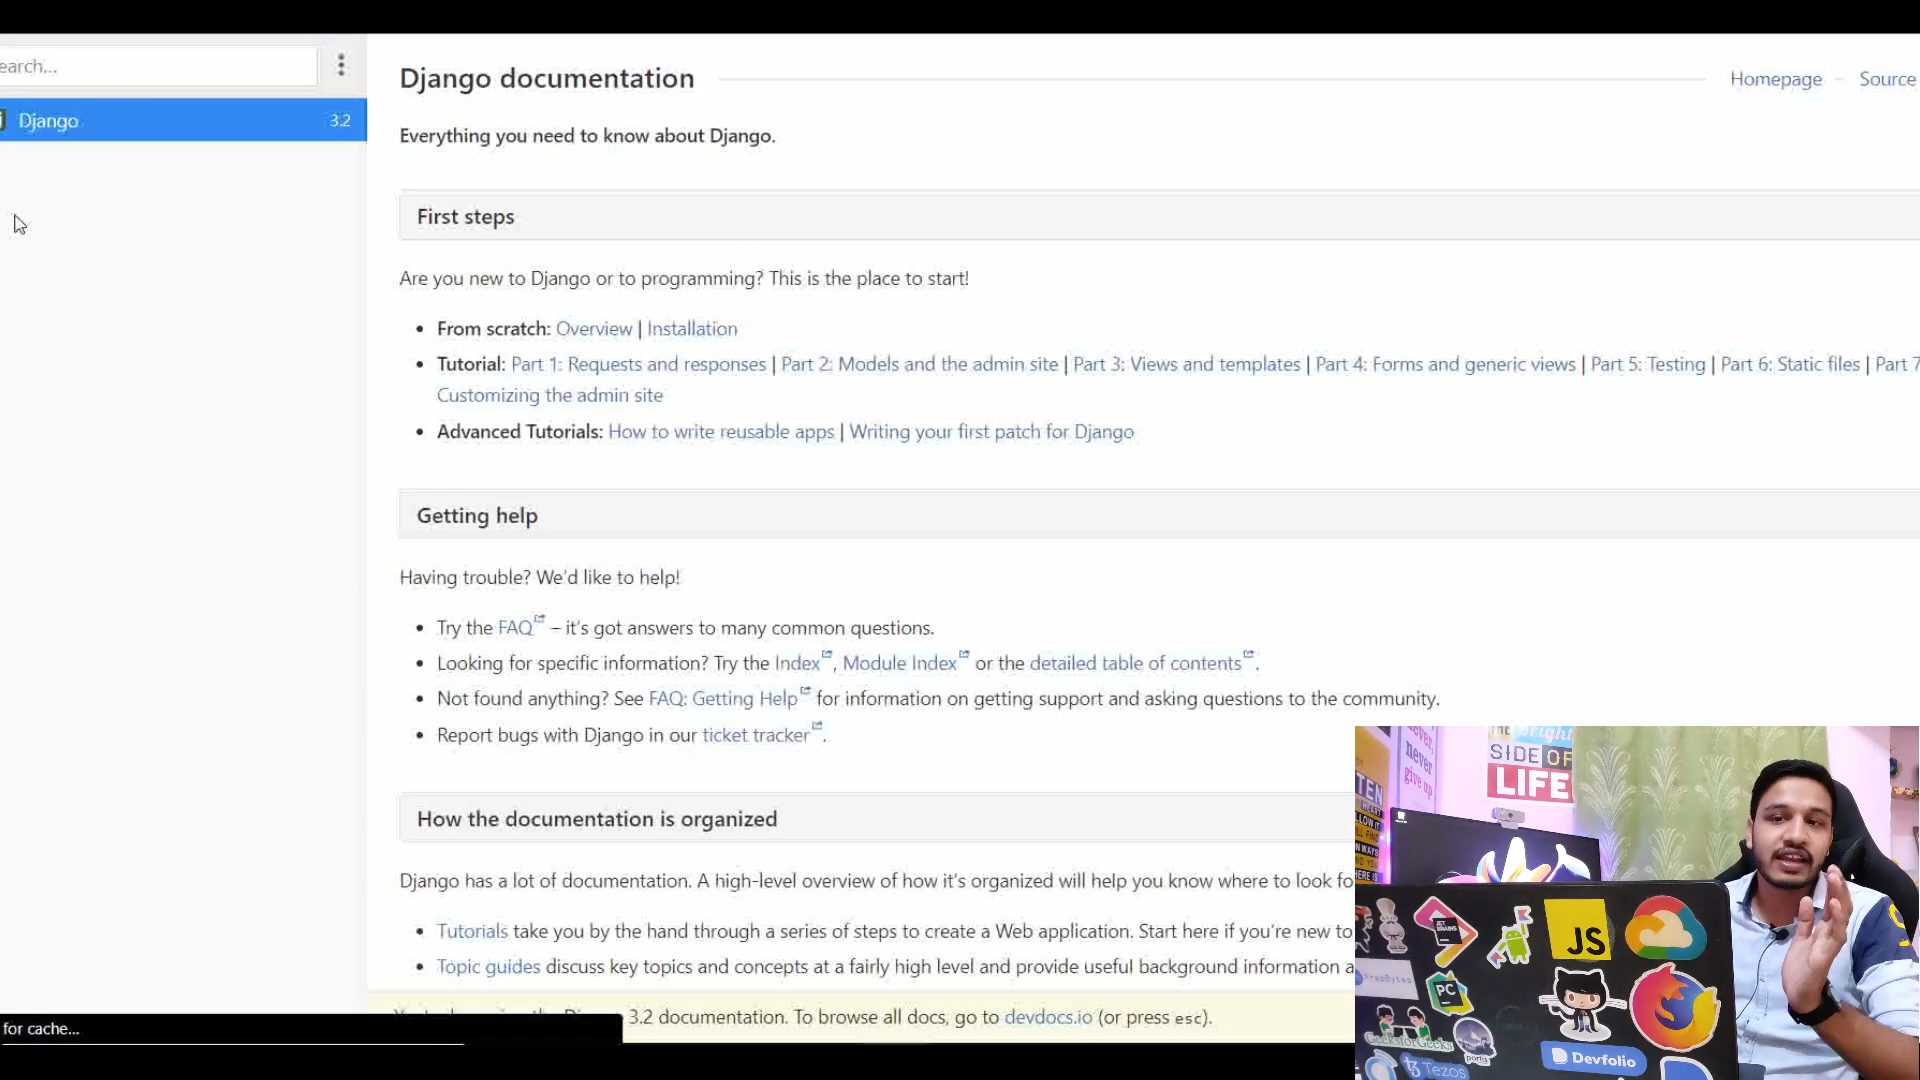 earch...
Django documentation
Homepage
Source
Django
3.2
Everything you need to know about Django.
First steps
Are you new to Django or to programming? This is the place to start!
From scratch: Overview | Installation
Tutorial: Part 1: Requests and responses | Part 2: Models and the admin site | Part 3: Views and templates | Part 4: Forms and generic views | Part 5: Testing | Part 6: Static files | Part 7
Customizing the admin site
Advanced Tutorials: How to write reusable apps | Writing your first patch for Django
Getting help
Having trouble? We'd like to help!
Try the FAQ – it's got answers to many common questions.
Looking for specific information? Try the Index, Module Index or the detailed table of contents.
Not found anything? See FAQ: Getting Help for information on getting support and asking questions to the community.
Report bugs with Django in our ticket tracker.
How the documentation is organized
Django has a lot of documentation. A high-level overview of how it's organized will help you know where to look fo
Tutorials take you by the hand through a series of steps to create a Web application. Start here if you're new to
Topic guides discuss key topics and concepts at a fairly high level and provide useful background information a
3.2 documentation. To browse all docs, go to devdocs.io (or press esc).
for cache...
never
give up
Bright
SIDE OF
LIFE
JET
BRAINS
JS
PC
GeeksforGeeks
portis
Devfolio
Tezos